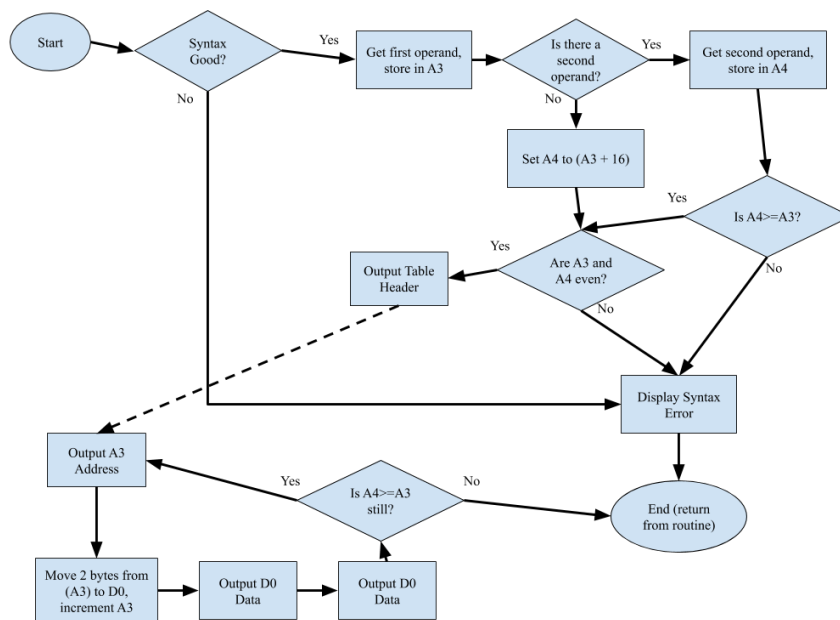 Start
Syntax
Good?
Yes
No
Get first operand,
store in A3
Is there a
second
operand?
Yes
No
Get second operand,
store in A4
Set A4 to (A3 + 16)
Is A4>=A3?
Yes
No
Are A3 and
A4 even?
Yes
No
Output Table
Header
Display Syntax
Error
Output A3
Address
Is A4>=A3
still?
Yes
No
End (return
from routine)
Move 2 bytes from
(A3) to D0,
increment A3
Output D0
Data
Output D0
Data